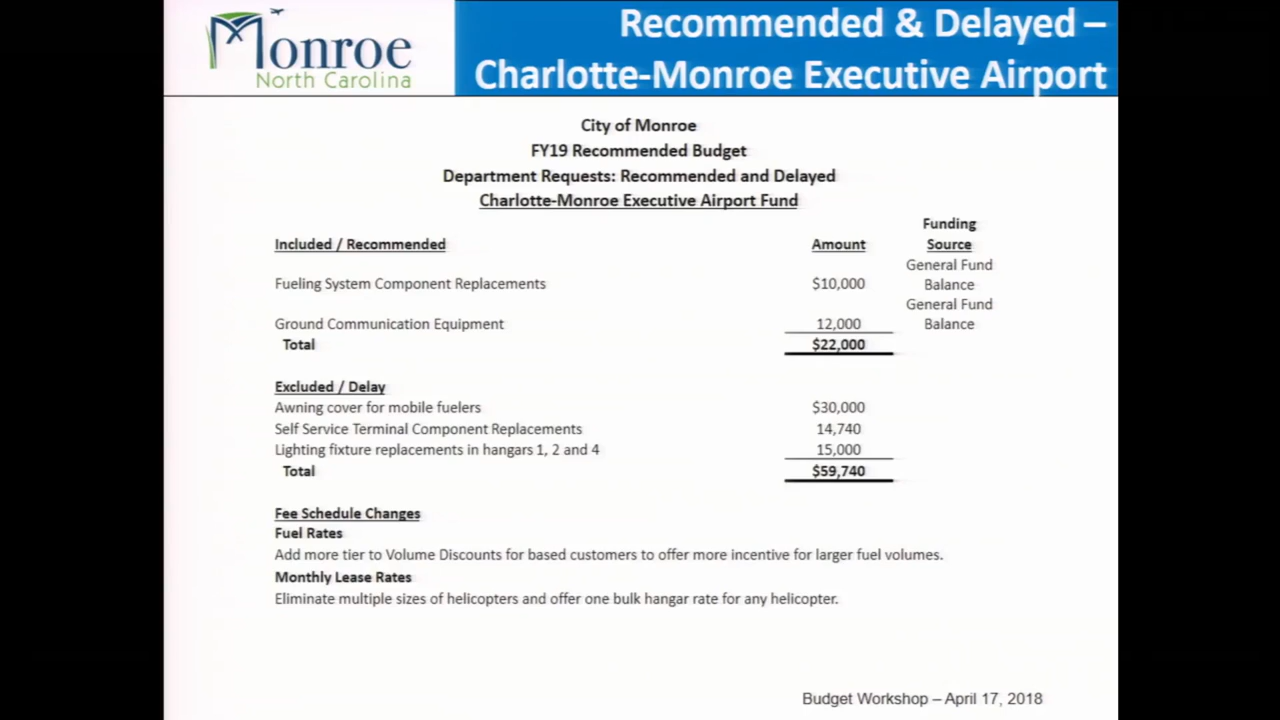 Monroe
North Carolina
Recommended & Delayed –
Charlotte-Monroe Executive Airport
City of Monroe
FY19 Recommended Budget
Department Requests: Recommended and Delayed
Charlotte-Monroe Executive Airport Fund
Funding
Included / Recommended Amount Source
General Fund
Fueling System Component Replacements $10,000 Balance
General Fund
Ground Communication Equipment 12,000 Balance
Total $22,000
Excluded / Delay
Awning cover for mobile fuelers $30,000
Self Service Terminal Component Replacements 14,740
Lighting fixture replacements in hangars 1, 2 and 4 15,000
Total $59,740
Fee Schedule Changes
Fuel Rates
Add more tier to Volume Discounts for based customers to offer more incentive for larger fuel volumes.
Monthly Lease Rates
Eliminate multiple sizes of helicopters and offer one bulk hangar rate for any helicopter.
Budget Workshop – April 17, 2018